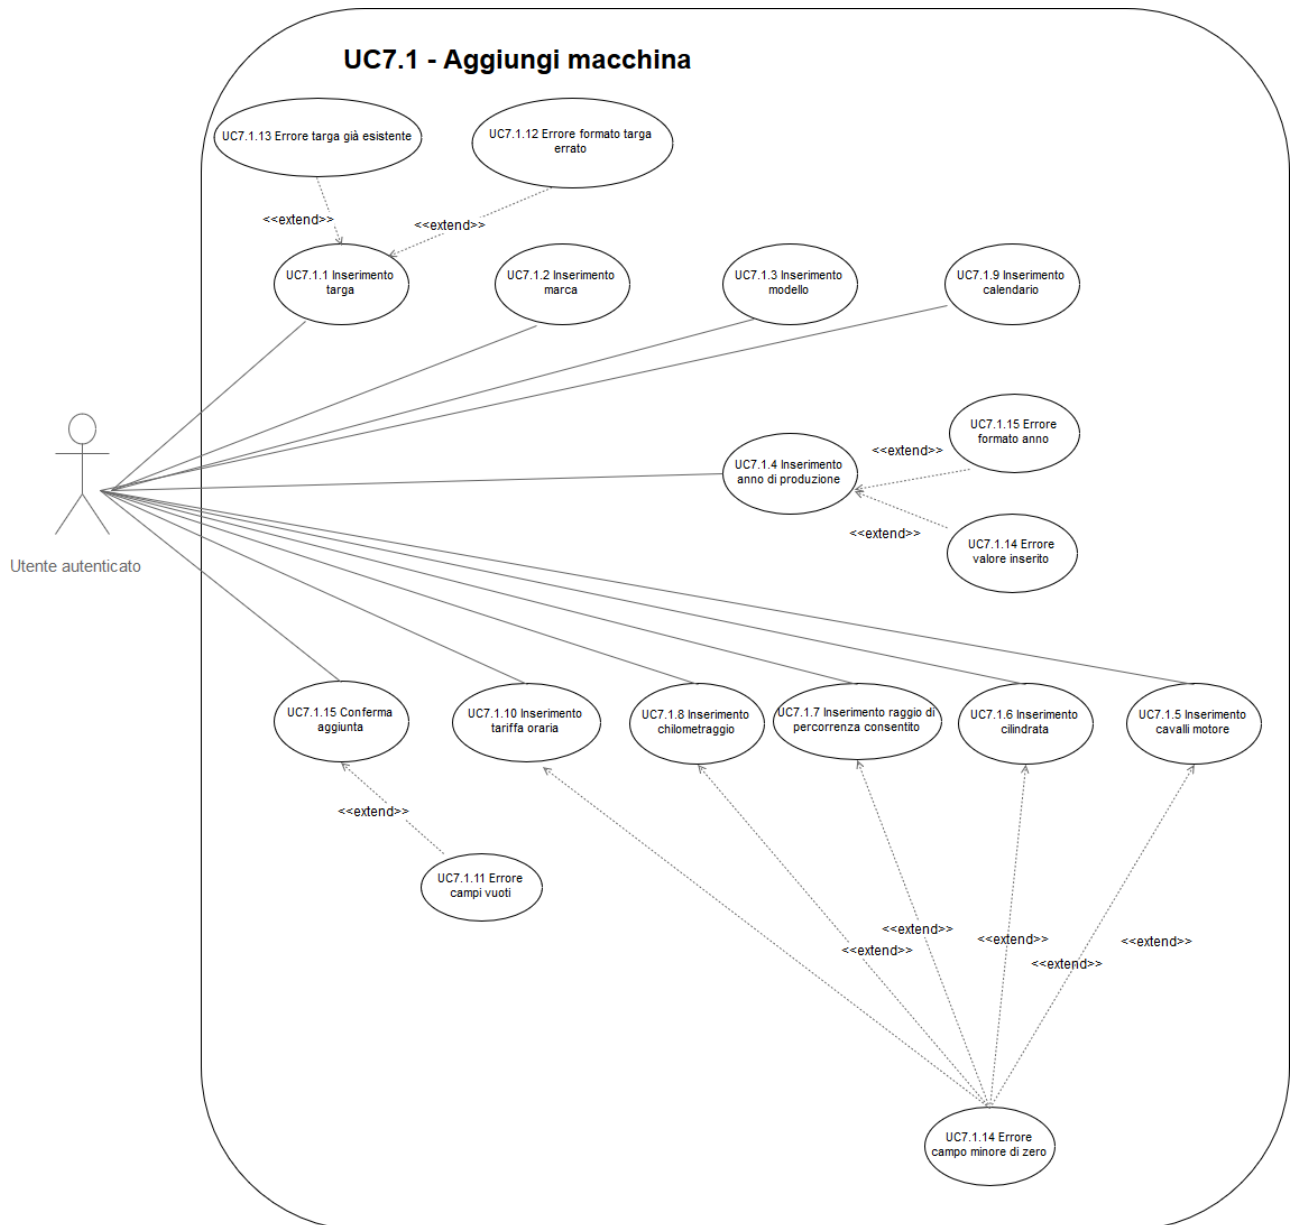 UC7.1 - Aggiungi macchina
UC7.1.13 Errore targa già esistente
UC7.1.12 Errore formato targa
errato
<<extend>>
<<extend>>
UC7.1.1 Inserimento
targa
UC7.1.2 Inserimento
marca
UC7.1.3 Inserimento
modello
UC7.1.9 Inserimento
calendario
UC7.1.15 Errore
formato anno
<<extend>>
UC7.1.4 Inserimento
anno di produzione
<<extend>>
UC7.1.14 Errore
valore inserito
Utente autenticato
UC7.1.15 Conferma
aggiunta
UC7.1.10 Inserimento
tariffa oraria
UC7.1.8 Inserimento
chilometraggio
UC7.1.7 Inserimento raggio di
percorrenza consentito
UC7.1.6 Inserimento
cilindrata
UC7.1.5 Inserimento
cavalli motore
<<extend>>
UC7.1.11 Errore
campi vuoti
<<extend>>
<<extend>>
<<extend>>
<<extend>>
<<extend>>
UC7.1.14 Errore
campo minore di zero